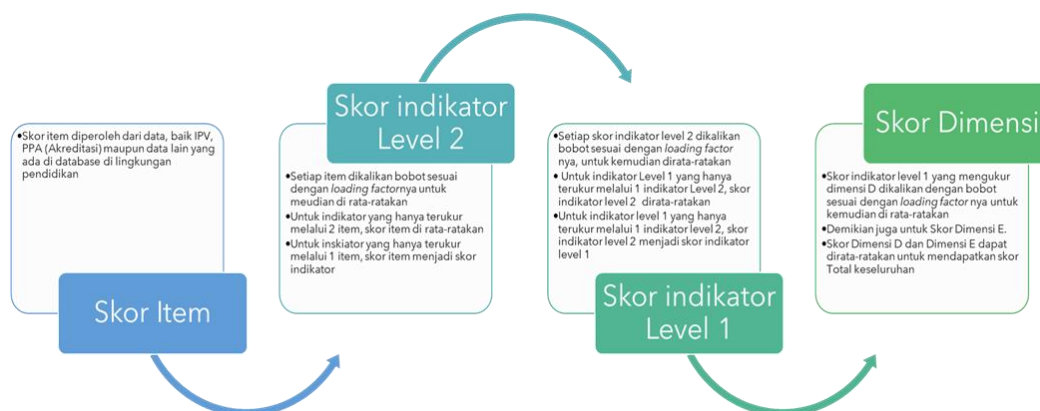 •Skor item diperoleh dari data, baik IPV,
PPA (Akreditasi) maupun data lain yang
ada di database di lingkungan
pendidikan
Skor Item
Skor indikator
Level 2
•Setiap item dikalikan bobot sesuai
dengan loading factornya untuk
meudian di rata-ratakan
•Untuk indikator yang hanya terukur
melalui 2 item, skor item di rata-ratakan
•Untuk inskiator yang hanya terukur
melalui 1 item, skor item menjadi skor
indikator
•Setiap skor indikator level 2 dikalikan
bobot sesuai dengan loading factor
nya, untuk kemudian dirata-ratakan
• Untuk indikator Level 1 yang hanya
terukur melalui 1 indikator Level 2, skor
indikator level 2 dirata-ratakan
•Untuk indikator level 1 yang hanya
terukur melalui 1 indikator level 2, skor
indikator level 2 menjadi skor indikator
level 1
Skor indikator
Level 1
Skor Dimensi
•Skor indikator level 1 yang mengukur
dimensi D dikalikan dengan bobot
sesuai dengan loading factor nya untuk
kemudian di rata-ratakan
•Demikian juga untuk Skor Dimensi E.
•Skor Dimensi D dan Dimensi E dapat
dirata-ratakan untuk mendapatkan skor
Total keseluruhan